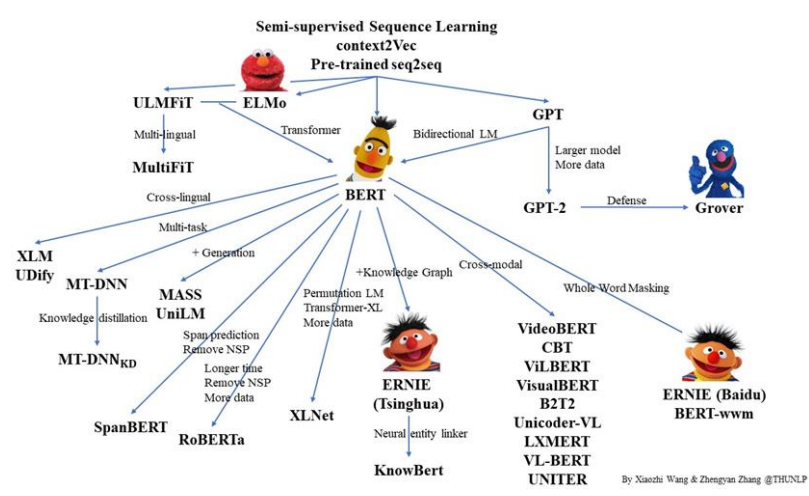 Semi-supervised Sequence Learning
context2Vec
Pre-trained seq2seq
ULMFiT
ELMo
GPT
Multi-lingual
Transformer
Bidirectional LM
Larger model
More data
MultiFiT
BERT
GPT-2
Defense
Grover
Cross-lingual
Multi-task
+ Generation
+Knowledge Graph
Cross-modal
Whole Word Masking
XLM
UDify
MT-DNN
MASS
UniLM
Permutation LM
Transformer-XL
More data
Knowledge distillation
Span prediction
Remove NSP
MT-DNNKD
Longer time
Remove NSP
More data
VideoBERT
CBT
ViLBERT
VisualBERT
B2T2
Unicoder-VL
LXMERT
VL-BERT
UNITER
ERNIE
(Tsinghua)
ERNIE (Baidu)
BERT-wwm
SpanBERT
RoBERTa
XLNet
Neural entity linker
KnowBert
By Xiaozhi Wang & Zhengyan Zhang @THUNLP